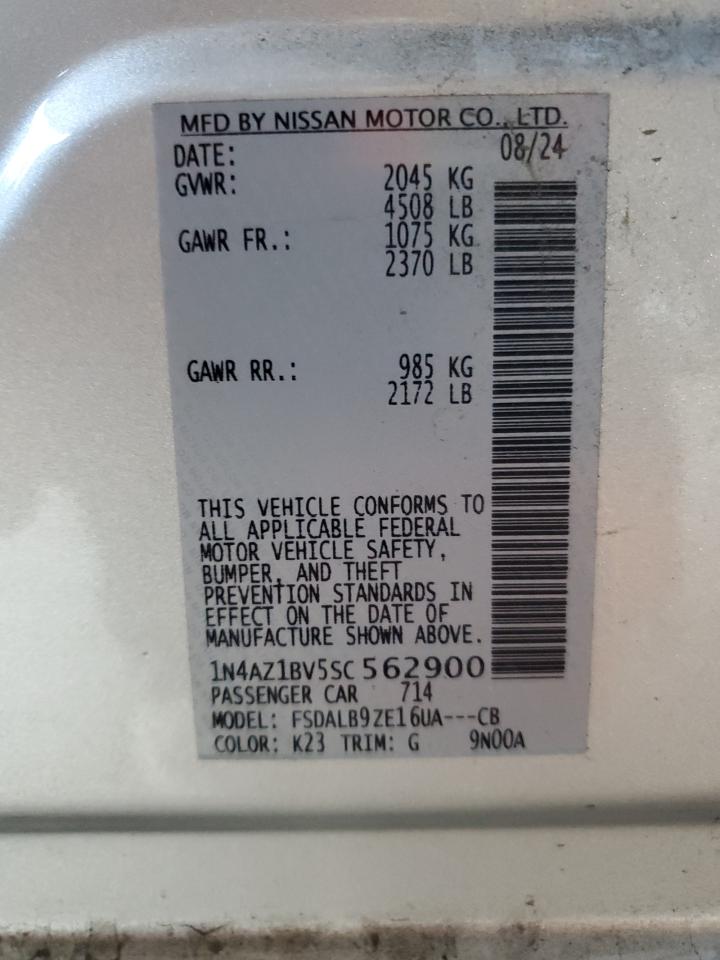 MFD BY NISSAN MOTOR CO., LTD.
DATE: 08/24
GVWR: 2045 KG
4508 LB
GAWR FR.: 1075 KG
2370 LB
GAWR RR.: 985 KG
2172 LB
THIS VEHICLE CONFORMS TO
ALL APPLICABLE FEDERAL
MOTOR VEHICLE SAFETY,
BUMPER, AND THEFT
PREVENTION STANDARDS IN
EFFECT ON THE DATE OF
MANUFACTURE SHOWN ABOVE.
1N4AZ1BV5SC 562900
PASSENGER CAR 714
MODEL: FSDALB9ZE16UA---CB
COLOR: K23 TRIM: G 9N00A